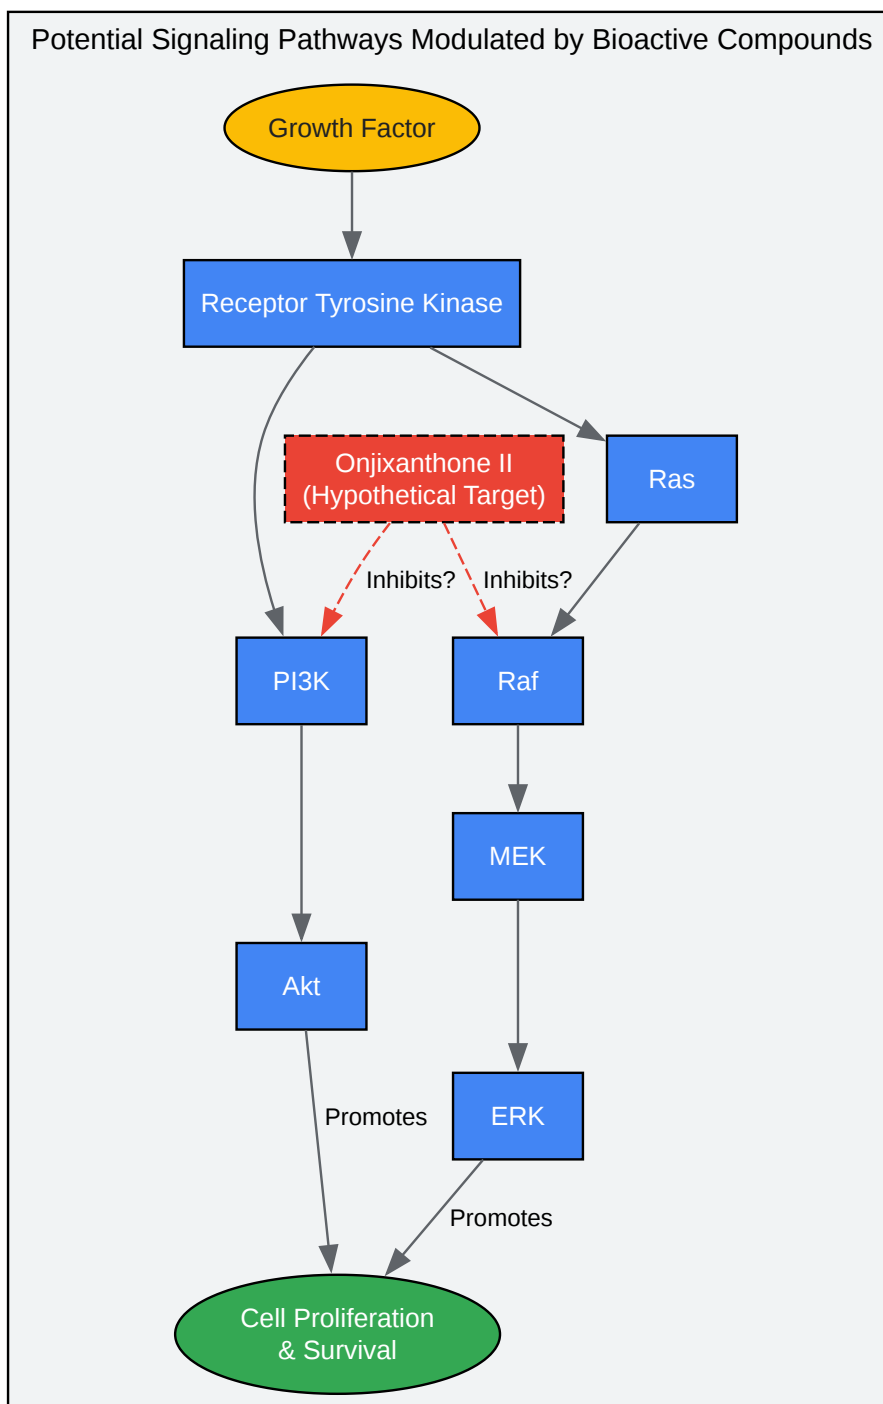 Potential Signaling Pathways Modulated by Bioactive Compounds
Growth Factor
Receptor Tyrosine Kinase
Onjixanthone II
(Hypothetical Target)
Ras
Inhibits?
Inhibits?
PI3K
Raf
MEK
Akt
ERK
Promotes
Promotes
Cell Proliferation
& Survival